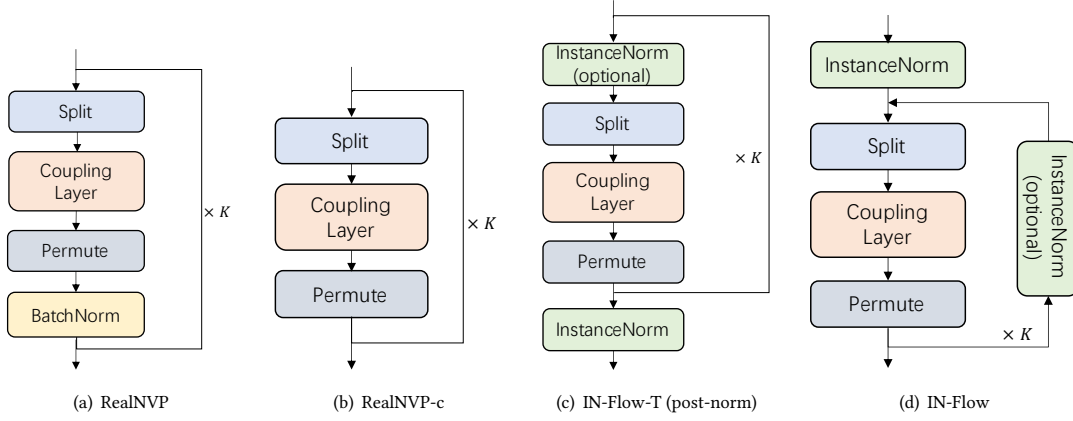 Split
Coupling
Layer
Permute
BatchNorm
× K
(a) RealNVP
Split
Coupling
Layer
Permute
× K
(b) RealNVP-c
InstanceNorm
(optional)
Split
Coupling
Layer
Permute
InstanceNorm
× K
(c) IN-Flow-T (post-norm)
InstanceNorm
Split
Coupling
Layer
Permute
InstanceNorm
(optional)
× K
(d) IN-Flow